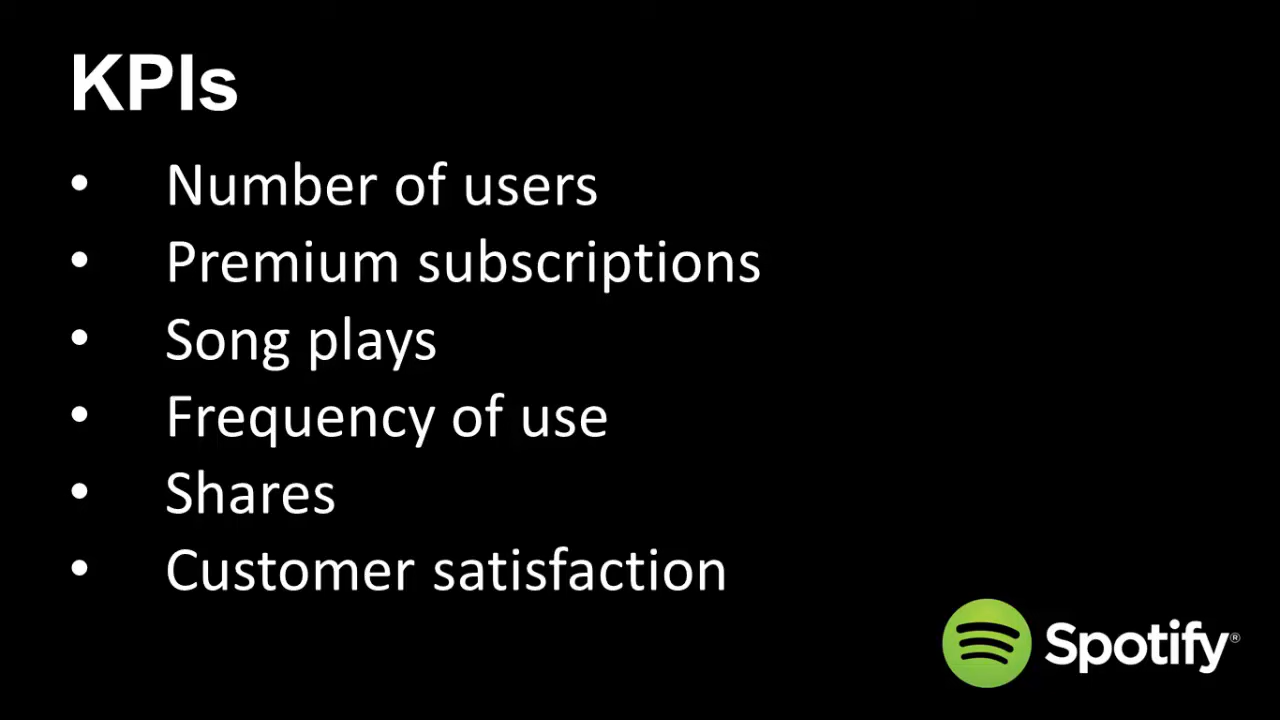 KPIs
• Number of users
• Premium subscriptions
• Song plays
• Frequency of use
• Shares
• Customer satisfaction
Spotify®